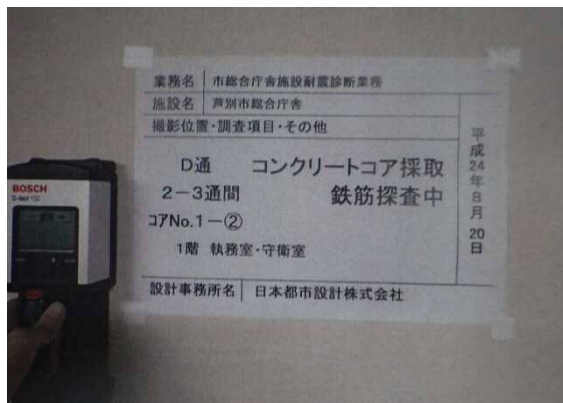 業務名 市総合庁舎施設耐震診断業務
施設名 芦別市総合庁舎
撮影位置・調査項目・その他
D通 コンクリートコア採取
2-3通間 鉄筋探査中
コアNo.1-②
1階 執務室・守衛室
平成24年8月20日
設計事務所名 日本都市設計株式会社
BOSCH
D-tect 150